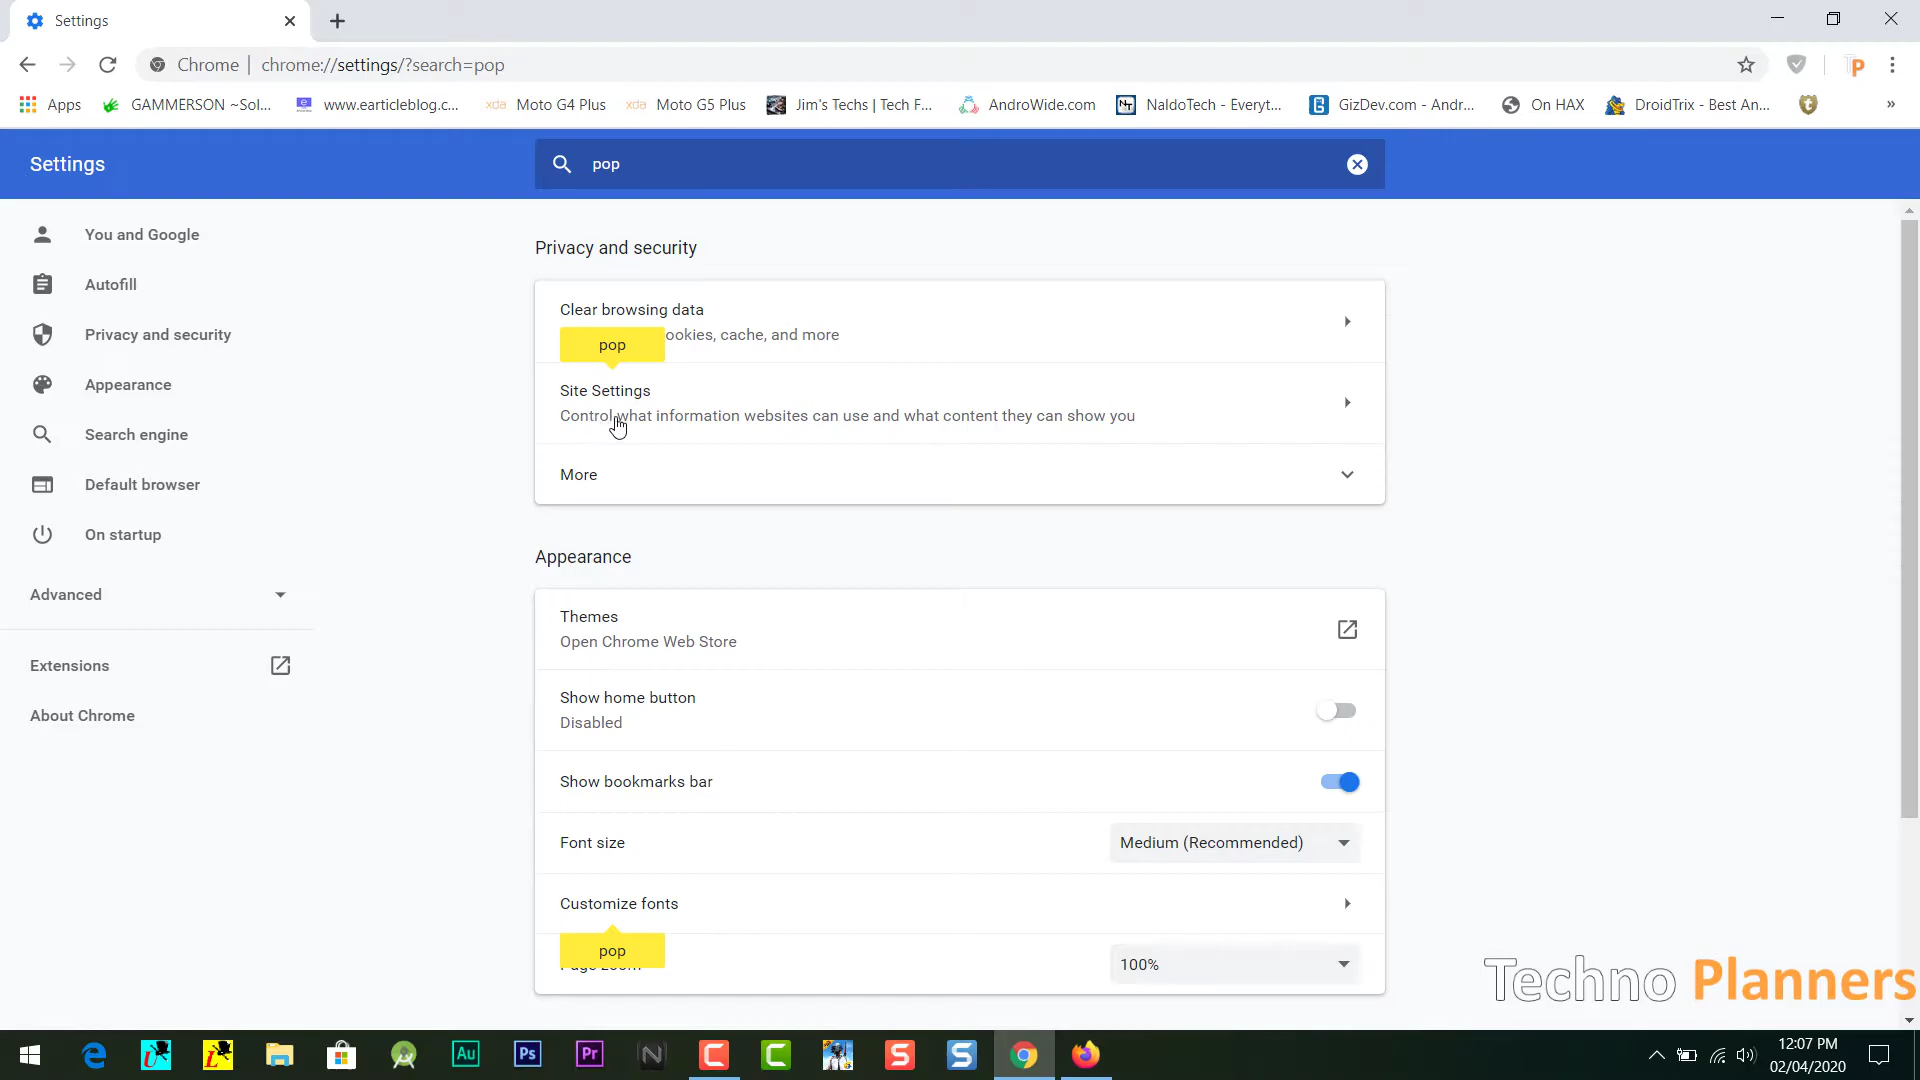 Settings
Chrome | chrome://settings/?search=pop
Apps GAMMERSON ~Sol... www.earticleblog.c... Moto G4 Plus Moto G5 Plus Jim's Techs | Tech F... AndroWide.com NaldoTech - Everyt... GizDev.com - Andr... On HAX DroidTrix - Best An... »
Settings
pop
You and Google
Autofill
Privacy and security
Appearance
Search engine
Default browser
On startup
Advanced
Extensions
About Chrome
Privacy and security
Clear browsing data
ookies, cache, and more
pop
Site Settings
Control what information websites can use and what content they can show you
More
Appearance
Themes
Open Chrome Web Store
Show home button
Disabled
Show bookmarks bar
Font size Medium (Recommended)
Customize fonts
pop
100%
Techno Planners
12:07 PM
02/04/2020